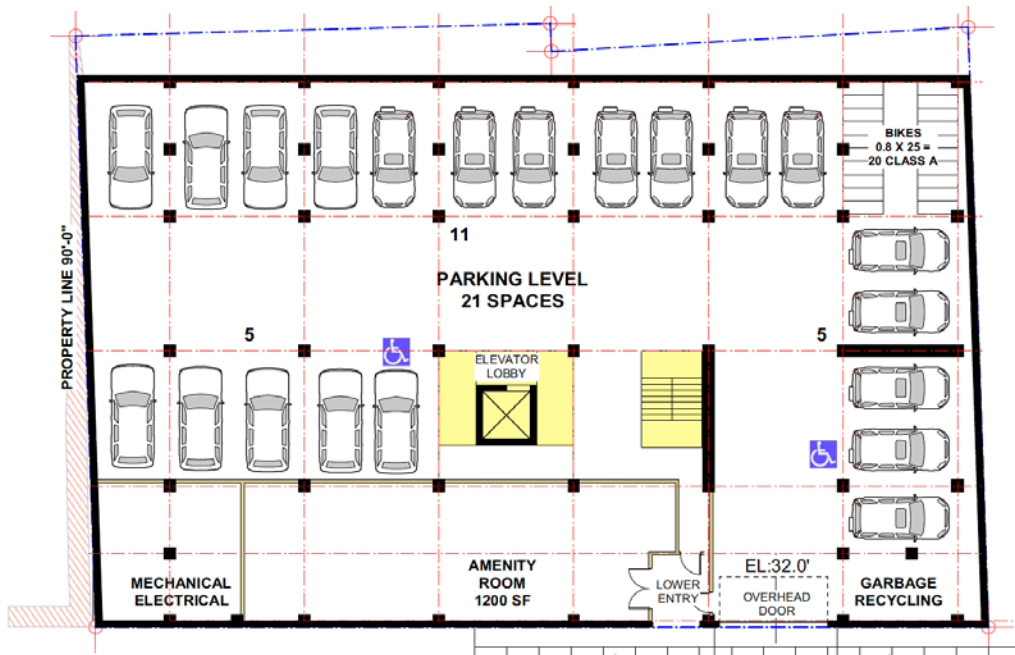 BIKES
0.8 X 25 =
20 CLASS A
11
PARKING LEVEL
21 SPACES
PROPERTY LINE 90'-0"
5
5
ELEVATOR
LOBBY
MECHANICAL
ELECTRICAL
AMENITY
ROOM
1200 SF
LOWER
ENTRY
EL:32.0'
OVERHEAD
DOOR
GARBAGE
RECYCLING